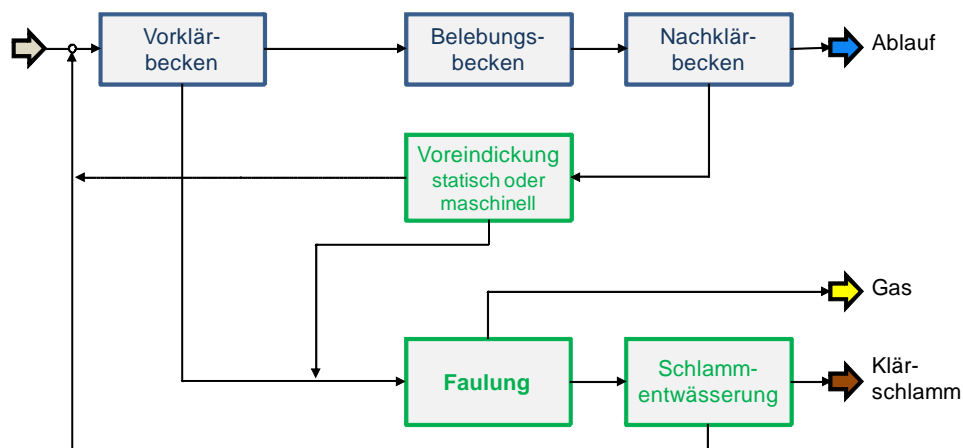 Vorklär-
becken
Belebungs-
becken
Nachklär-
becken
Ablauf
Voreindickung
statisch oder
maschinell
Gas
Faulung
Schlamm-
entwässerung
Klär-
schlamm